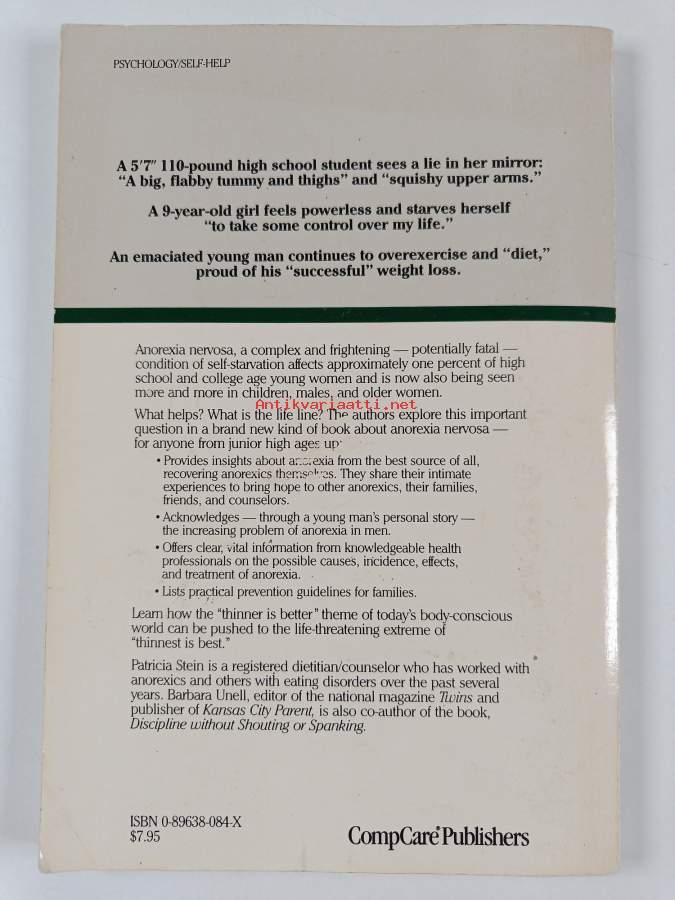 PSYCHOLOGY/SELF-HELP
A 5'7" 110-pound high school student sees a lie in her mirror:
"A big, flabby tummy and thighs" and "squishy upper arms."
A 9-year-old girl feels powerless and starves herself
"to take some control over my life."
An emaciated young man continues to overexercise and "diet,"
proud of his "successful" weight loss.
Anorexia nervosa, a complex and frightening — potentially fatal —
condition of self-starvation affects approximately one percent of high
school and college age young women and is now also being seen
more and more in children, males, and older women.
Antikvariaatti.net
What helps? What is the life line? The authors explore this important
question in a brand new kind of book about anorexia nervosa —
for anyone from junior high ages up:
• Provides insights about anorexia from the best source of all,
recovering anorexics themselves. They share their intimate
experiences to bring hope to other anorexics, their families,
friends, and counselors.
• Acknowledges — through a young man's personal story —
the increasing problem of anorexia in men.
• Offers clear, vital information from knowledgeable health
professionals on the possible causes, incidence, effects,
and treatment of anorexia.
• Lists practical prevention guidelines for families.
Learn how the "thinner is better" theme of today's body-conscious
world can be pushed to the life-threatening extreme of
"thinnest is best."
Patricia Stein is a registered dietitian/counselor who has worked with
anorexics and others with eating disorders over the past several
years. Barbara Unell, editor of the national magazine Twins and
publisher of Kansas City Parent, is also co-author of the book,
Discipline without Shouting or Spanking.
ISBN 0-89638-084-X
$7.95
CompCare® Publishers